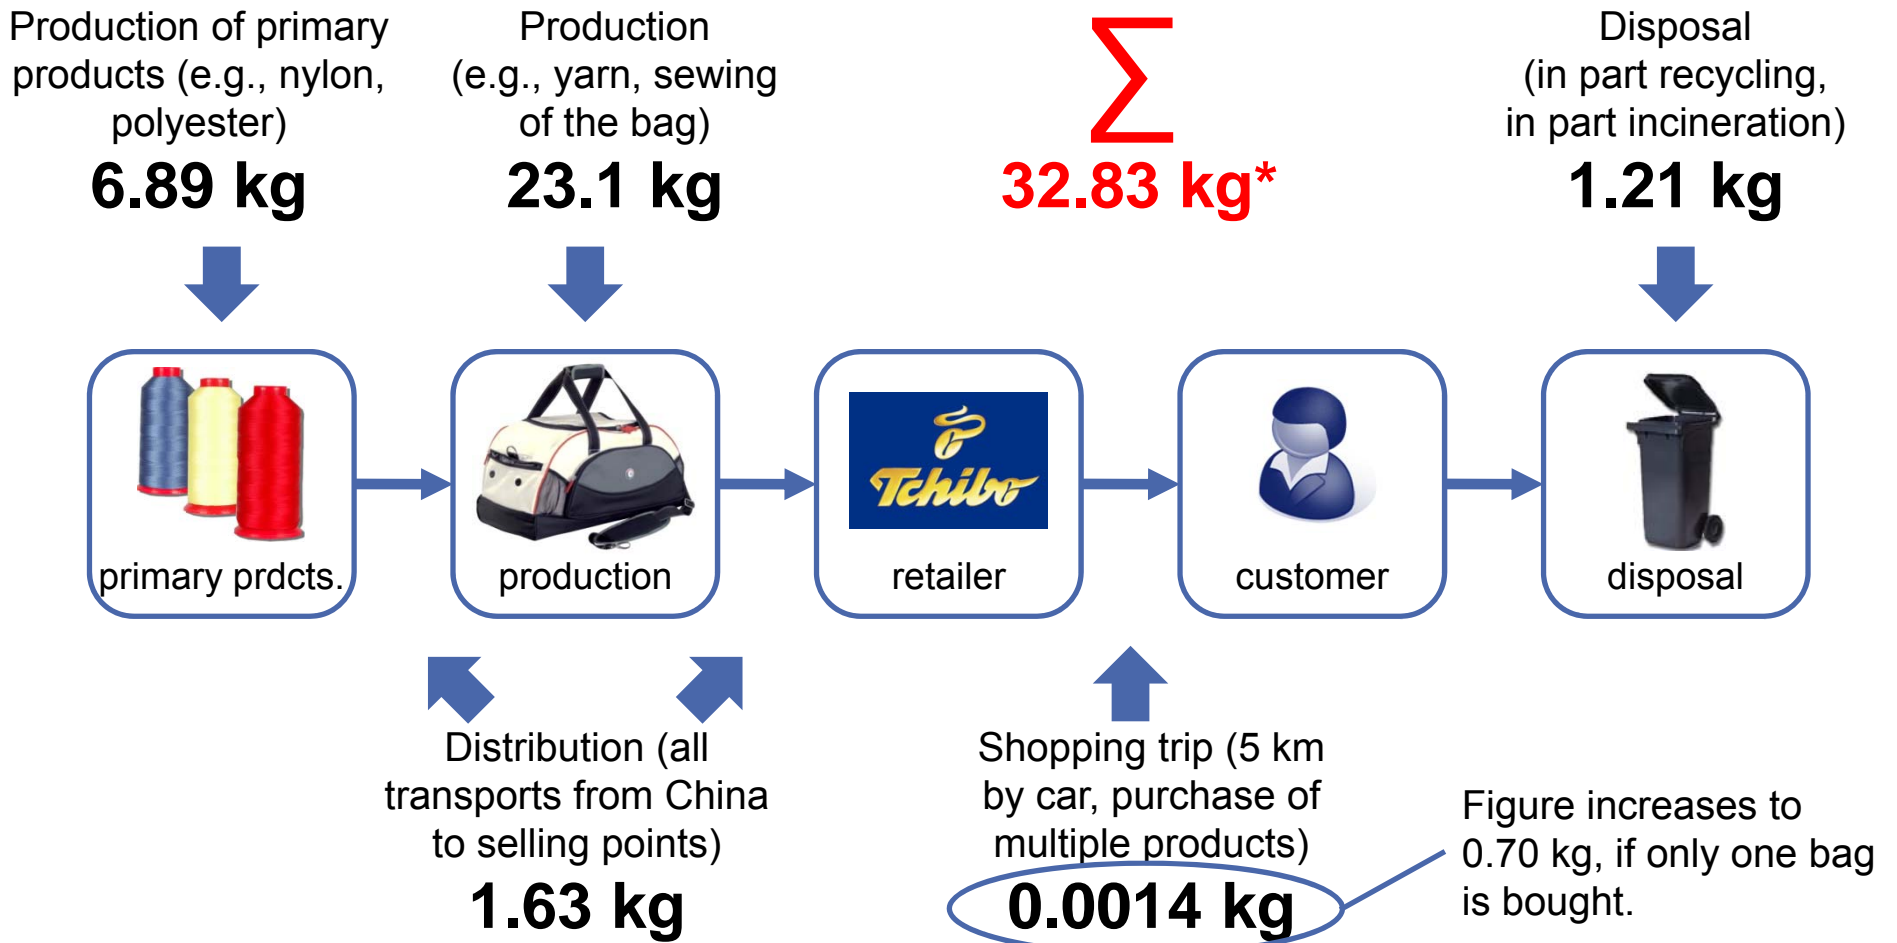 Production of primary
products (e.g., nylon,
polyester)
6.89 kg
Production
(e.g., yarn, sewing
of the bag)
23.1 kg
∑
32.83 kg*
Disposal
(in part recycling,
in part incineration)
1.21 kg
primary prdcts.
production
Tchibo
retailer
customer
disposal
Distribution (all
transports from China
to selling points)
1.63 kg
Shopping trip (5 km
by car, purchase of
multiple products)
0.0014 kg
Figure increases to
0.70 kg, if only one bag
is bought.